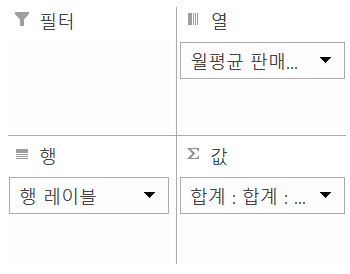 필터
열
월평균 판매...
행
값
행 레이블
합계 : 합계 : ...